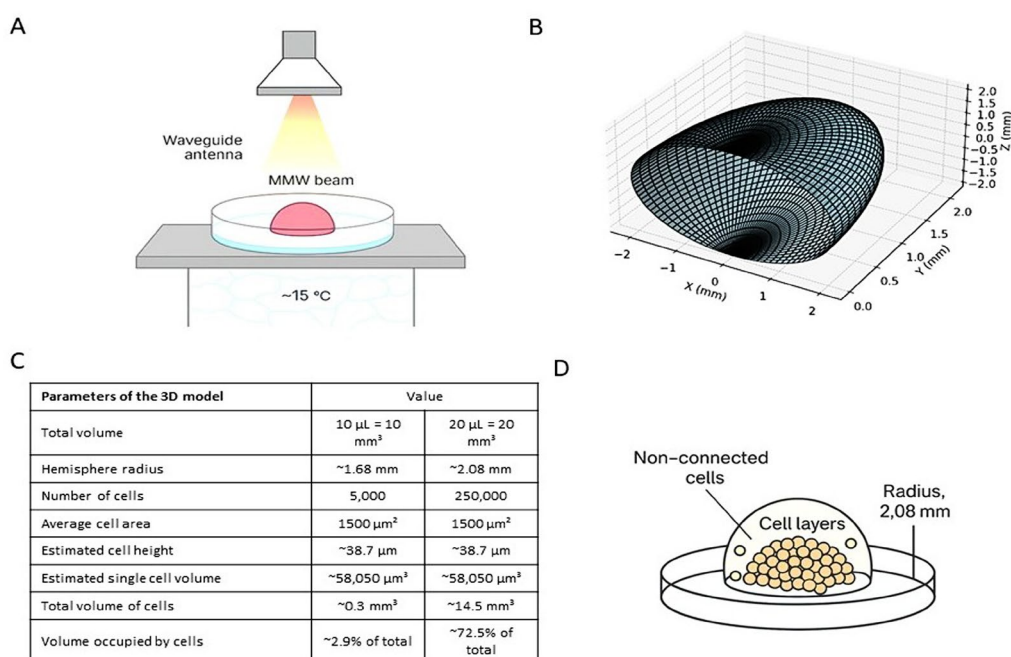 A
Waveguide
antenna
MMW beam
~15 °C
B
2.0
1.5
1.0
0.5
0.0
−0.5
−1.0
−1.5
−2.0
Z (mm)
−2
−1
0
1
2
X (mm)
0.0
0.5
1.0
1.5
2.0
Y (mm)
C
Parameters of the 3D model Value
Total volume 10 µL = 10 mm³ 20 µL = 20 mm³
Hemisphere radius ~1.68 mm ~2.08 mm
Number of cells 5,000 250,000
Average cell area 1500 µm² 1500 µm²
Estimated cell height ~38.7 µm ~38.7 µm
Estimated single cell volume ~58,050 µm³ ~58,050 µm³
Total volume of cells ~0.3 mm³ ~14.5 mm³
Volume occupied by cells ~2.9% of total ~72.5% of total
D
Non-connected
cells
Cell layers
Radius,
2,08 mm